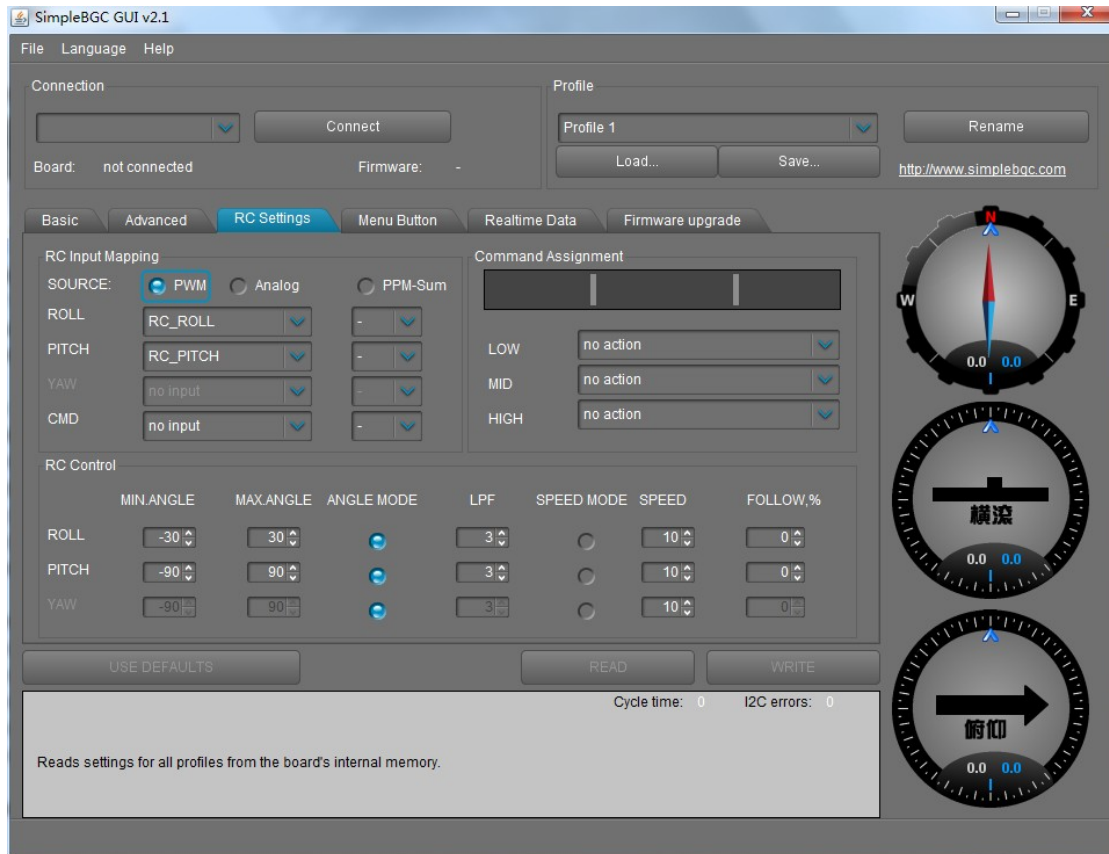 SimpleBGC GUI v2.1
File Language Help
Connection
Profile
Connect
Profile 1
Rename
Board: not connected
Firmware: -
Load...
Save...
http://www.simplebgc.com
Basic
Advanced
RC Settings
Menu Button
Realtime Data
Firmware upgrade
RC Input Mapping
SOURCE: PWM Analog PPM-Sum
ROLL RC_ROLL -
PITCH RC_PITCH -
YAW no input -
CMD no input -
Command Assignment
LOW no action
MID no action
HIGH no action
RC Control
MIN.ANGLE MAX.ANGLE ANGLE MODE LPF SPEED MODE SPEED FOLLOW,%
ROLL -30 30 3 10 0
PITCH -90 90 3 10 0
YAW -90 90 3 10 0
USE DEFAULTS
READ
WRITE
Cycle time: 0 I2C errors: 0
Reads settings for all profiles from the board's internal memory.
N
W E
0.0 0.0
横滚
0.0 0.0
俯仰
0.0 0.0